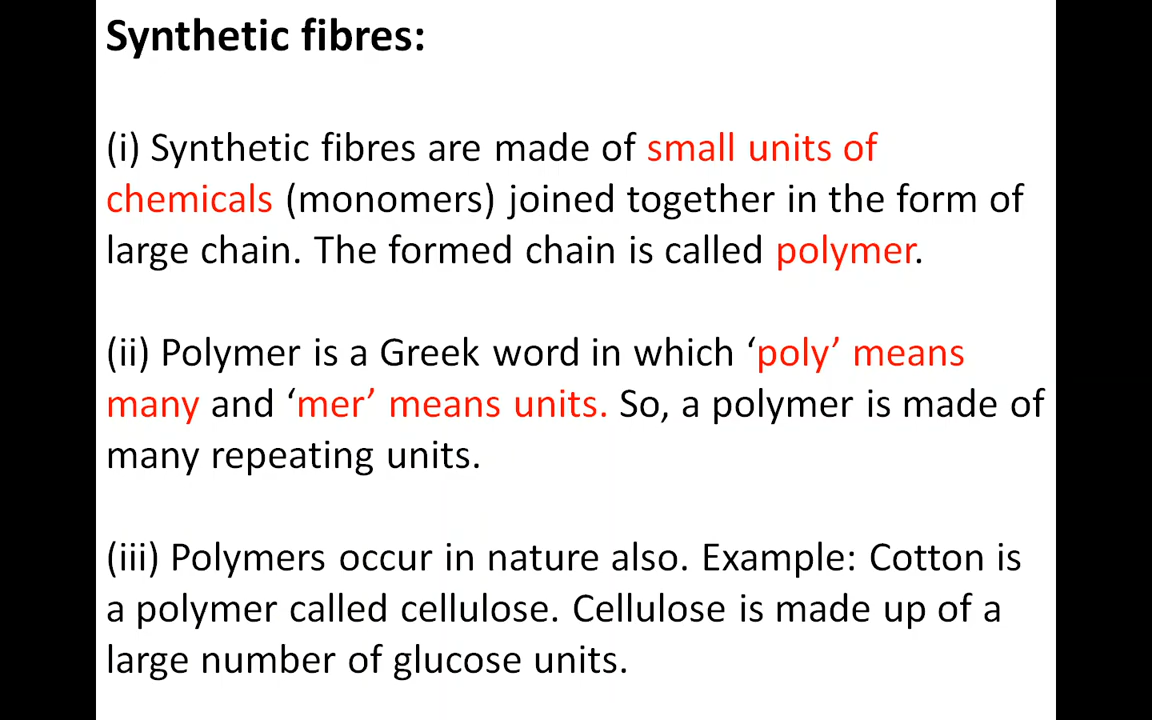 Synthetic fibres:
(i) Synthetic fibres are made of small units of
chemicals (monomers) joined together in the form of
large chain. The formed chain is called polymer.
(ii) Polymer is a Greek word in which ‘poly’ means
many and ‘mer’ means units. So, a polymer is made of
many repeating units.
(iii) Polymers occur in nature also. Example: Cotton is
a polymer called cellulose. Cellulose is made up of a
large number of glucose units.